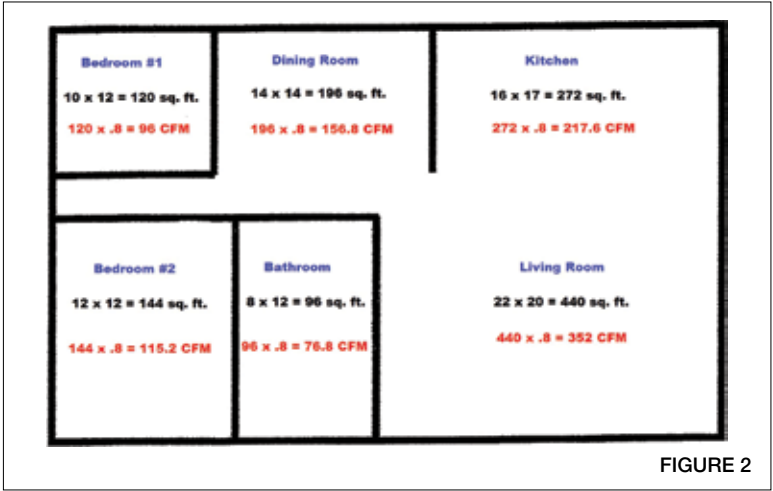 Bedroom #1
10 x 12 = 120 sq. ft.
120 x .8 = 96 CFM
Dining Room
14 x 14 = 196 sq. ft.
196 x .8 = 156.8 CFM
Kitchen
16 x 17 = 272 sq. ft.
272 x .8 = 217.6 CFM
Bedroom #2
12 x 12 = 144 sq. ft.
144 x .8 = 115.2 CFM
Bathroom
8 x 12 = 96 sq. ft.
96 x .8 = 76.8 CFM
Living Room
22 x 20 = 440 sq. ft.
440 x .8 = 352 CFM
FIGURE 2